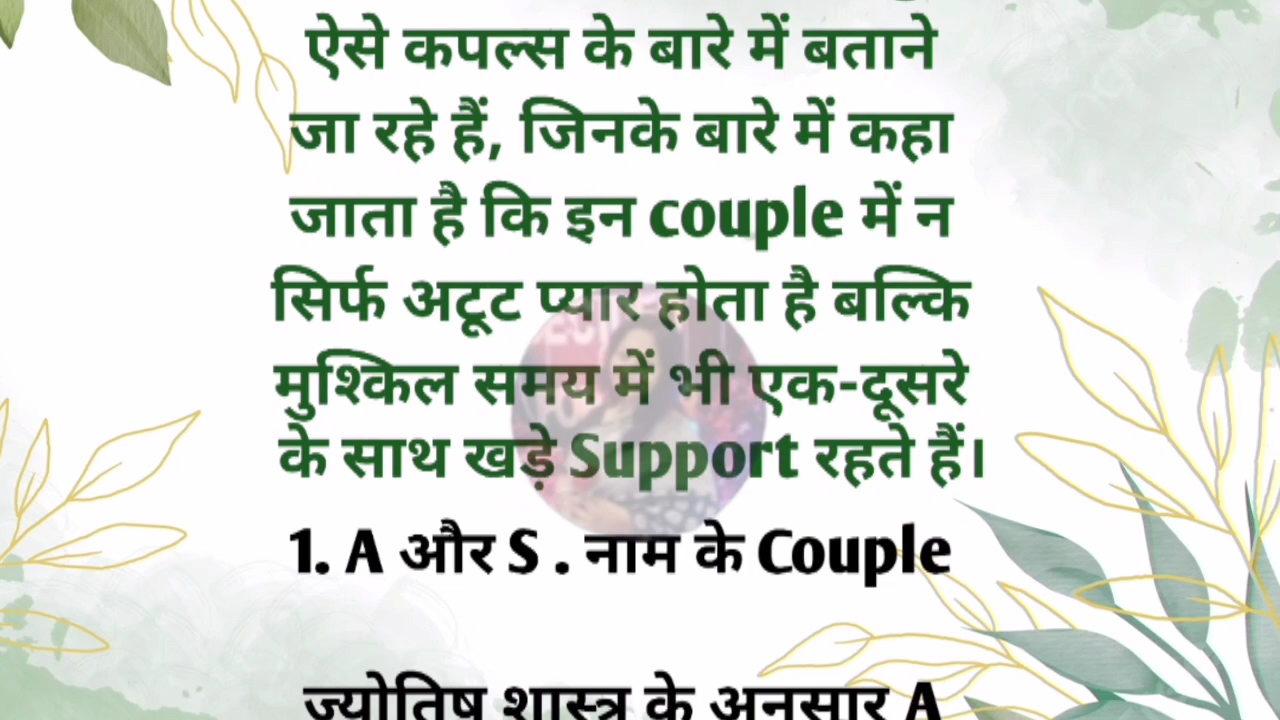 ऐसे कपल्स के बारे में बताने
जा रहे हैं, जिनके बारे में कहा
जाता है कि इन couple में न
सिर्फ अटूट प्यार होता है बल्कि
मुश्किल समय में भी एक-दूसरे
के साथ खड़े Support रहते हैं।
1. A और S . नाम के Couple
ज्योतिष शास्त्र के अनुसार A